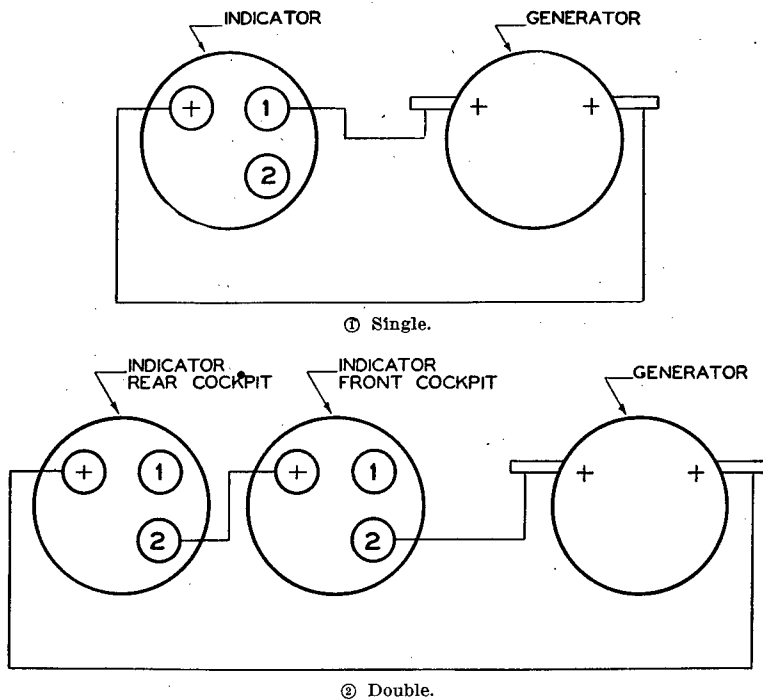 INDICATOR
GENERATOR
+ 1 + +
2
① Single.
INDICATOR
REAR COCKPIT
INDICATOR
FRONT COCKPIT
GENERATOR
+ 1 + 1 + +
2 2
② Double.